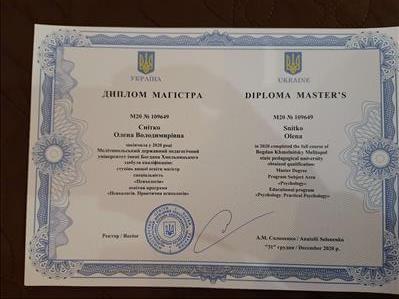 УКРАЇНА
ДИПЛОМ МАГІСТРА
М20 № 109649
Снітко
Олена Володимирівна
закінчила у 2020 році
Мелітопольський державний педагогічний
університет імені Богдана Хмельницького
здобула кваліфікацію:
ступінь вищої освіти магістр
спеціальність
«Психологія»
освітня програма
«Психологія. Практична психологія»
Ректор / Rector
UKRAINE
DIPLOMA MASTER'S
M20 № 109649
Snitko
Olena
in 2020 completed the full course of
Bogdan Khmelnitsky Melitopol
state pedagogical university
obtained qualification:
Master Degree
Program Subject Area
«Psychology»
Educational program
«Psychology. Practical Psychology»
А.М. Солоненко / Anatolii Solonenko
"31" грудня / December 2020 р.